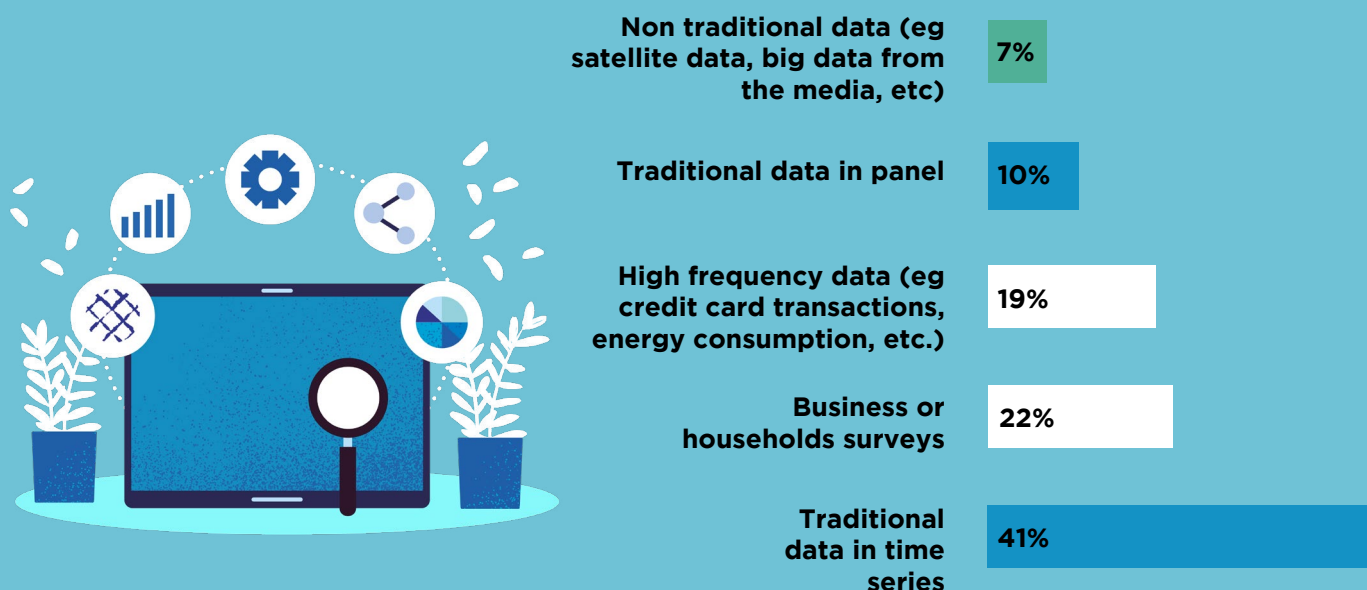 Non traditional data (eg
satellite data, big data from
the media, etc)
7%
Traditional data in panel
10%
High frequency data (eg
credit card transactions,
energy consumption, etc.)
19%
Business or
households surveys
22%
Traditional
data in time
series
41%